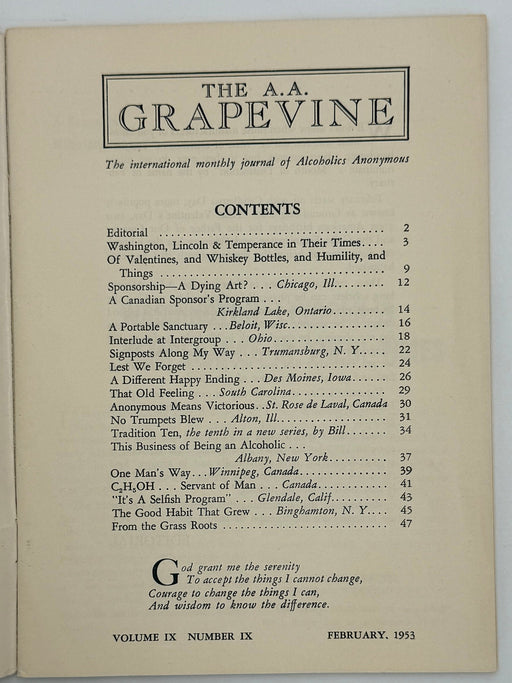 THE A.A.
GRAPEVINE
The international monthly journal of Alcoholics Anonymous
CONTENTS
Editorial . . . . . . . . . . . . . . . . . . . . . . . . . . . . . . . . . . . . 2
Washington, Lincoln & Temperance in Their Times.... 3
Of Valentines, and Whiskey Bottles, and Humility, and
Things . . . . . . . . . . . . . . . . . . . . . . . . . . . . . . . . . . 9
Sponsorship—A Dying Art? . . . Chicago, Ill.......... 12
A Canadian Sponsor's Program . . .
Kirkland Lake, Ontario........... 14
A Portable Sanctuary . . . Beloit, Wisc................... 16
Interlude at Intergroup . . . Ohio....................... 18
Signposts Along My Way . . . Trumansburg, N. Y..... 22
Lest We Forget . . . . . . . . . . . . . . . . . . . . . . . . . . . . 24
A Different Happy Ending . . . Des Moines, Iowa....... 26
That Old Feeling . . . South Carolina.................. 29
Anonymous Means Victorious. .St. Rose de Laval, Canada 30
No Trumpets Blew . . . Alton, Ill..................... 31
Tradition Ten, the tenth in a new series, by Bill....... 34
This Business of Being an Alcoholic . . .
Albany, New York........... 37
One Man's Way...Winnipeg, Canada................ 39
C₂H₅OH . . . Servant of Man . . . Canada............. 41
"It's A Selfish Program" . . . Glendale, Calif........... 43
The Good Habit That Grew . . . Binghamton, N. Y.... 45
From the Grass Roots . . . . . . . . . . . . . . . . . . . . . . . . 47
God grant me the serenity
To accept the things I cannot change,
Courage to change the things I can,
And wisdom to know the difference.
VOLUME IX NUMBER IX FEBRUARY, 1953